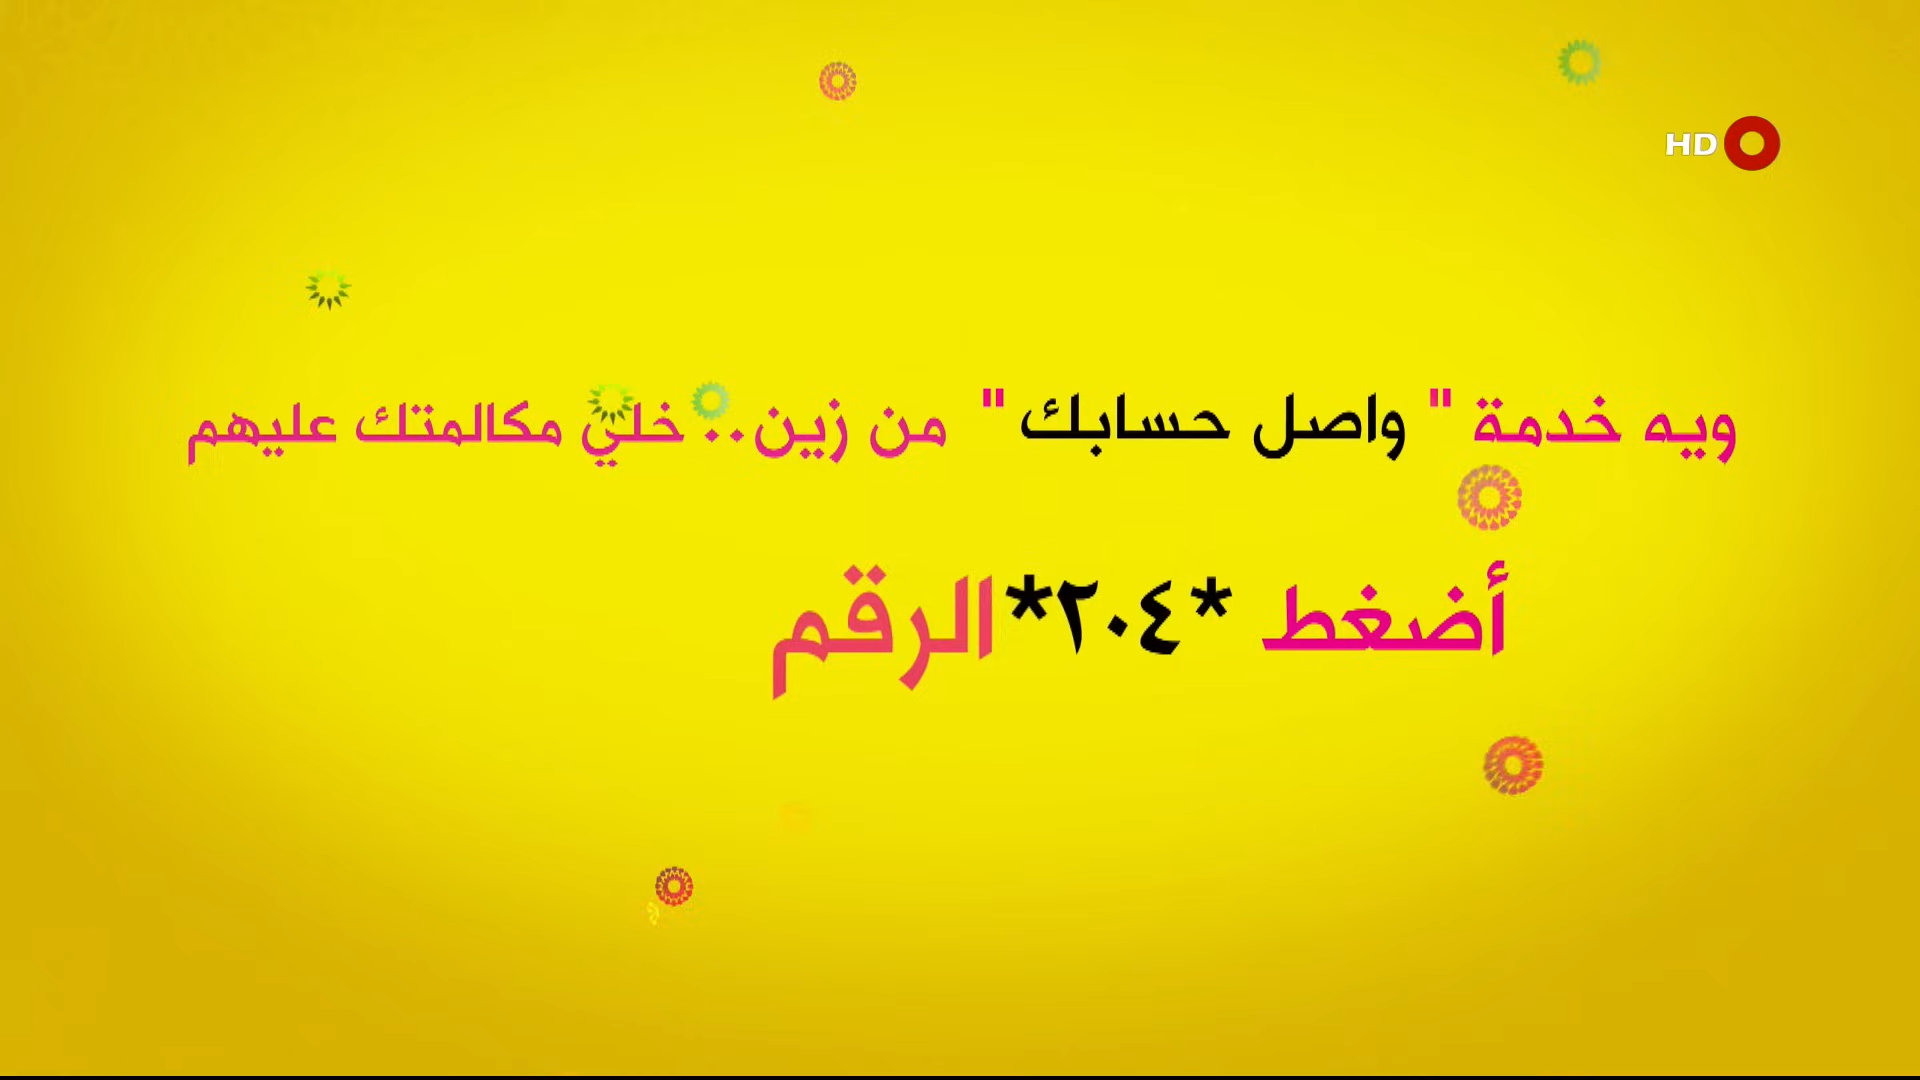 HD
ويه خدمة " واصل حسابك " من زين.. خلي مكالمتك عليهم
أضغط *٢٠٤*الرقم